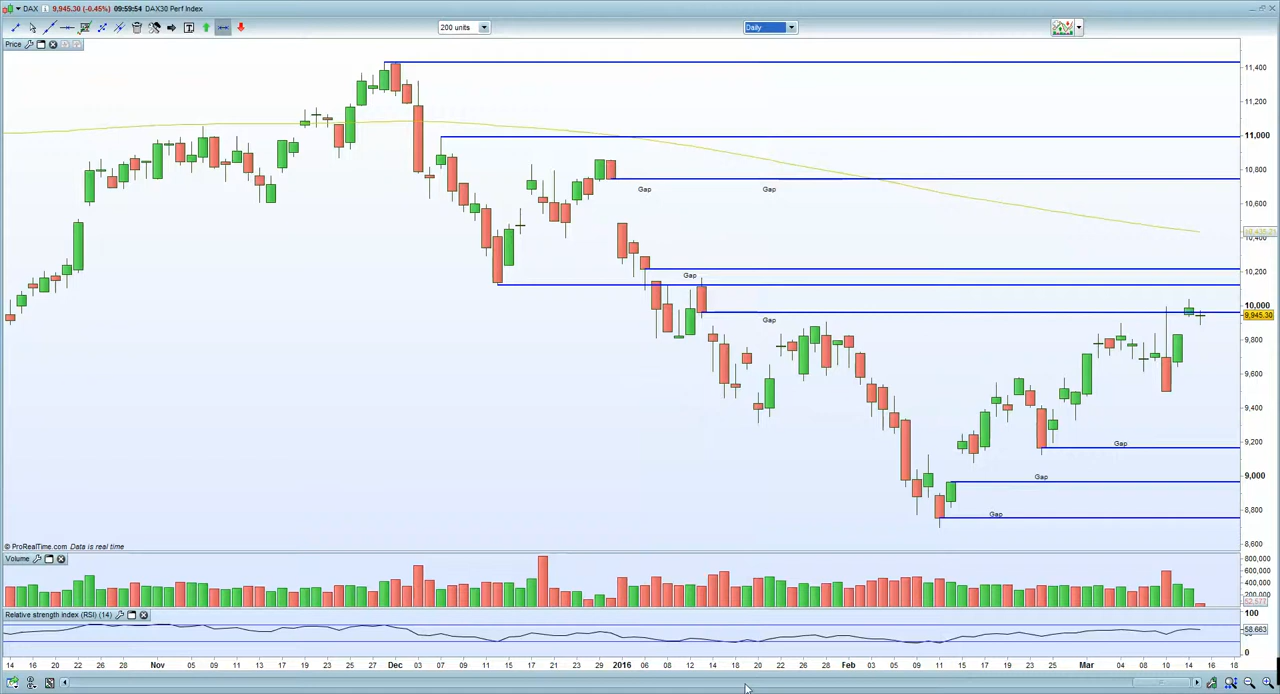 DAX 9,945.30 (-0.45%) 09:59:54 DAX30 Perf Index
200 units
Daily
Price
11,400
11,200
11,000
10,800
Gap Gap
10,600
10,400
Gap
10,200
10,000
9,945.30
Gap
9,800
9,600
9,400
Gap
9,200
Gap
9,000
Gap
8,800
8,600
© ProRealTime.com Data is real time
Volume
800,000
600,000
400,000
200,000
52,577
Relative strength index (RSI) (14)
100
58.663
0
14 16 20 22 26 28 Nov 05 09 11 13 17 19 23 25 27 Dec 03 07 09 11 15 17 21 23 29 2016 06 08 12 14 18 20 22 26 28 Feb 03 05 09 11 15 17 19 23 25 Mar 04 08 10 14 16 18